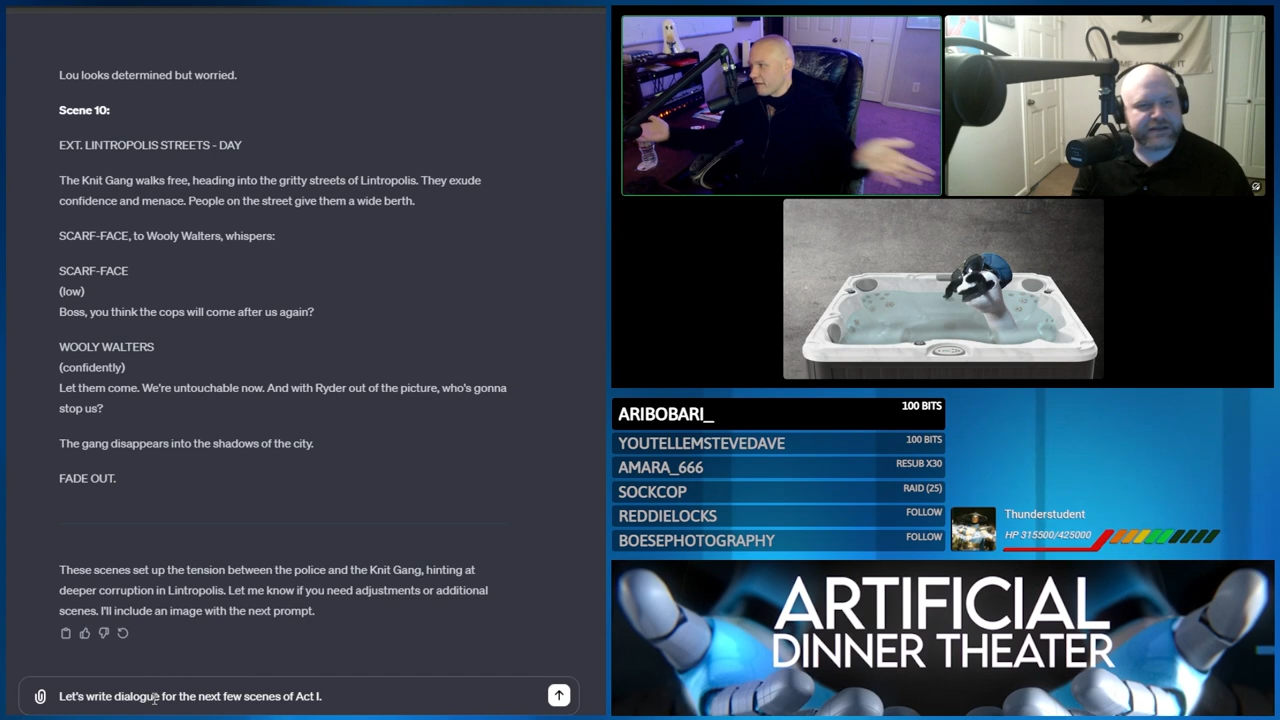 Lou looks determined but worried.
Scene 10:
EXT. LINTROPOLIS STREETS - DAY
The Knit Gang walks free, heading into the gritty streets of Lintropolis. They exude
confidence and menace. People on the street give them a wide berth.
SCARF-FACE, to Wooly Walters, whispers:
SCARF-FACE
(low)
Boss, you think the cops will come after us again?
WOOLY WALTERS
(confidently)
Let them come. We're untouchable now. And with Ryder out of the picture, who's gonna
stop us?
The gang disappears into the shadows of the city.
FADE OUT.
These scenes set up the tension between the police and the Knit Gang, hinting at
deeper corruption in Lintropolis. Let me know if you need adjustments or additional
scenes. I'll include an image with the next prompt.
Let's write dialogue for the next few scenes of Act I.
ARIBOBARI_ 100 BITS
YOUTELLEMSTEVEDAVE 100 BITS
AMARA_666 RESUB X30
SOCKCOP RAID (25)
REDDIELOCKS FOLLOW
BOESEPHOTOGRAPHY FOLLOW
Thunderstudent
HP 315500/425000
ARTIFICIAL
DINNER THEATER